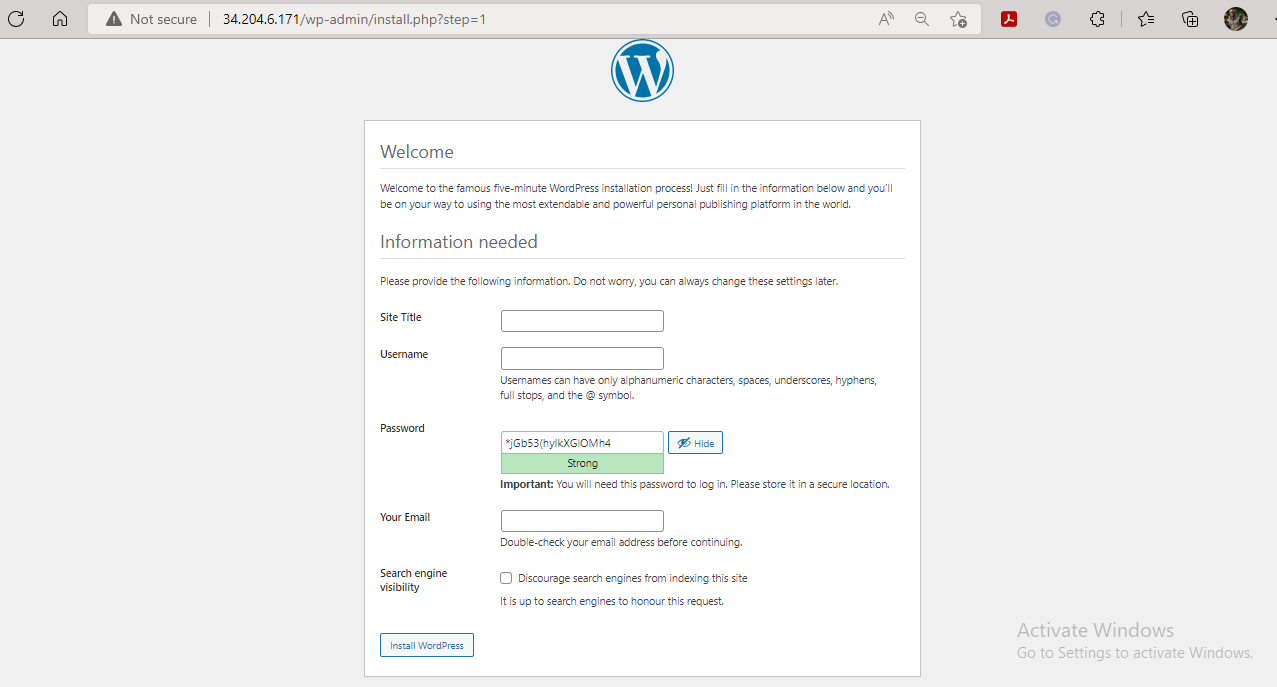 Not secure
34.204.6.171/wp-admin/install.php?step=1
Welcome
Welcome to the famous five-minute WordPress installation process! Just fill in the information below and you'll
be on your way to using the most extendable and powerful personal publishing platform in the world.
Information needed
Please provide the following information. Do not worry, you can always change these settings later.
Site Title
Username
Usernames can have only alphanumeric characters, spaces, underscores, hyphens,
full stops, and the @ symbol.
Password
Hide
Strong
Important: You will need this password to log in. Please store it in a secure location.
Your Email
Double-check your email address before continuing.
Search engine
visibility
Discourage search engines from indexing this site
It is up to search engines to honour this request.
Install WordPress
Activate Windows
Go to Settings to activate Windows.